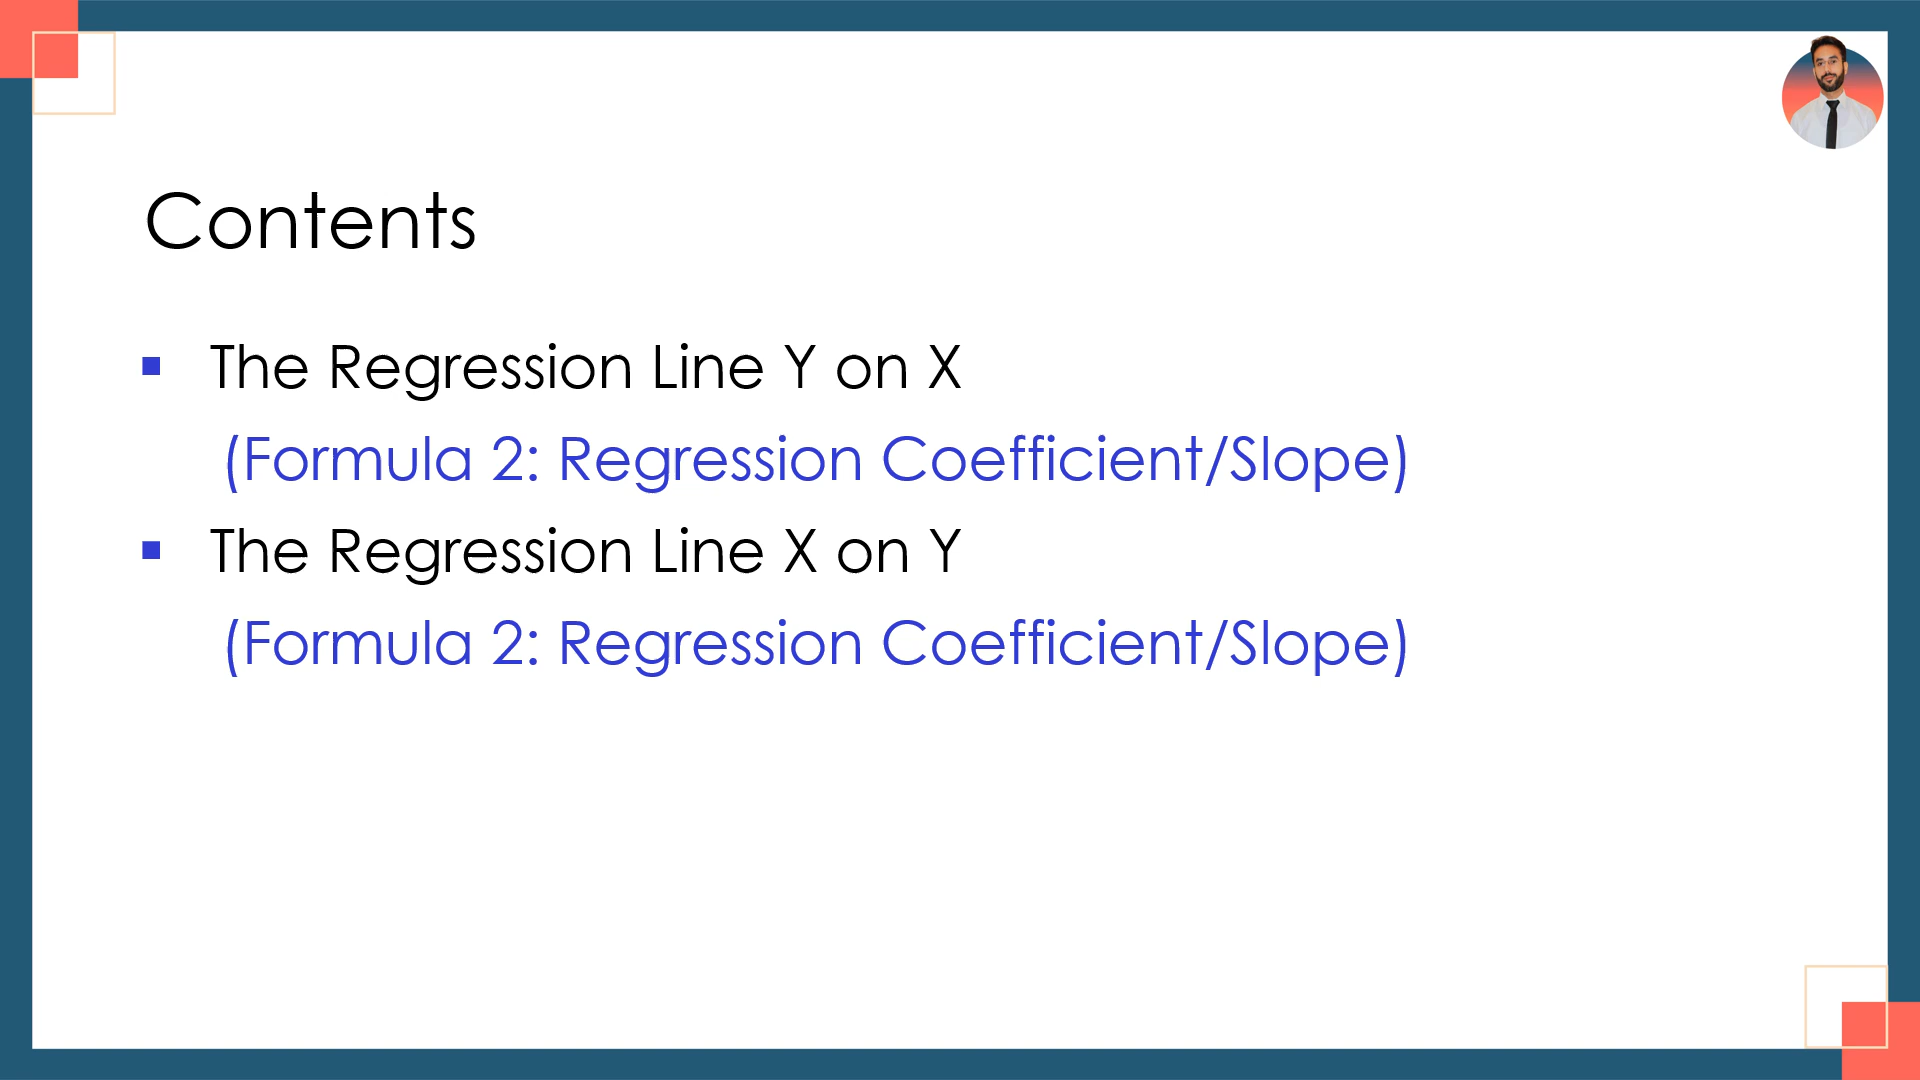 Contents
▪ The Regression Line Y on X
(Formula 2: Regression Coefficient/Slope)
▪ The Regression Line X on Y
(Formula 2: Regression Coefficient/Slope)